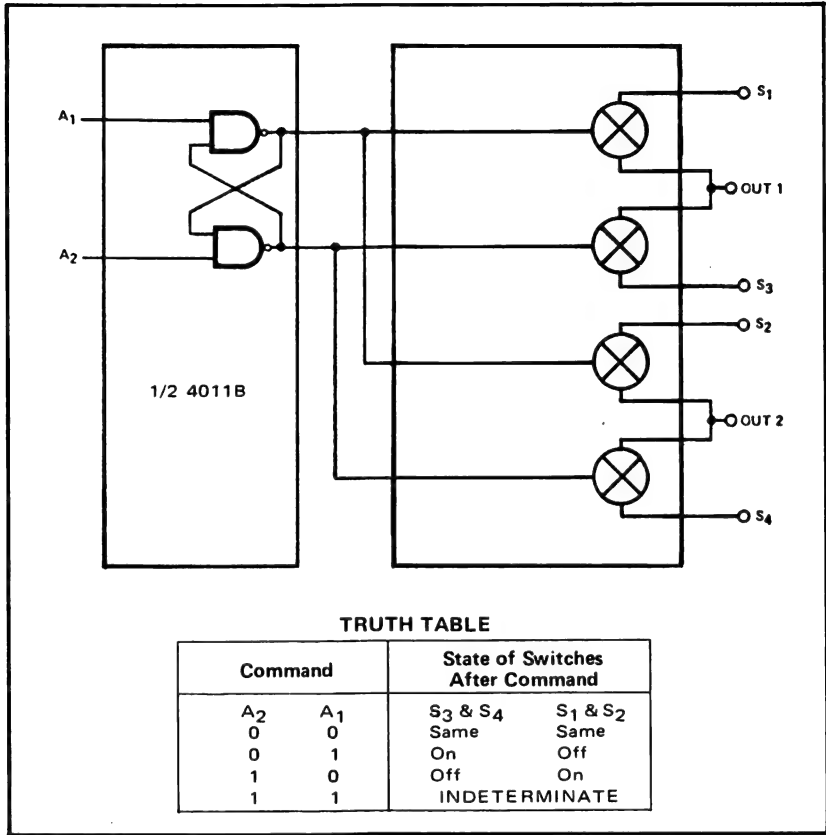 A1
A2
1/2 4011B
S1
OUT 1
S3
S2
OUT 2
S4
TRUTH TABLE
Command State of Switches After Command
A2 A1 S3 & S4 S1 & S2
0 0 Same Same
0 1 On Off
1 0 Off On
1 1 INDETERMINATE